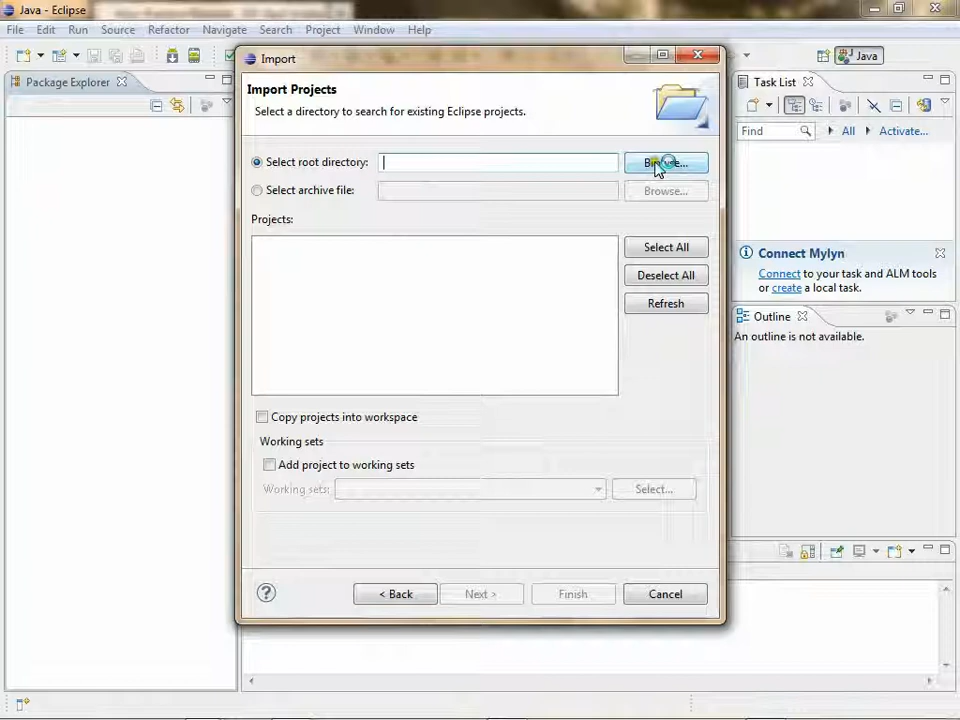 Java - Eclipse
File Edit Run Source Refactor Navigate Search Project Window Help
Java
Package Explorer
Import
Import Projects
Select a directory to search for existing Eclipse projects.
Select root directory:
Browse...
Select archive file:
Browse...
Projects:
Select All
Deselect All
Refresh
Copy projects into workspace
Working sets
Add project to working sets
Working sets:
Select...
?
< Back
Next >
Finish
Cancel
Task List
Find
All
Activate...
Connect Mylyn
Connect to your task and ALM tools
or create a local task.
Outline
An outline is not available.